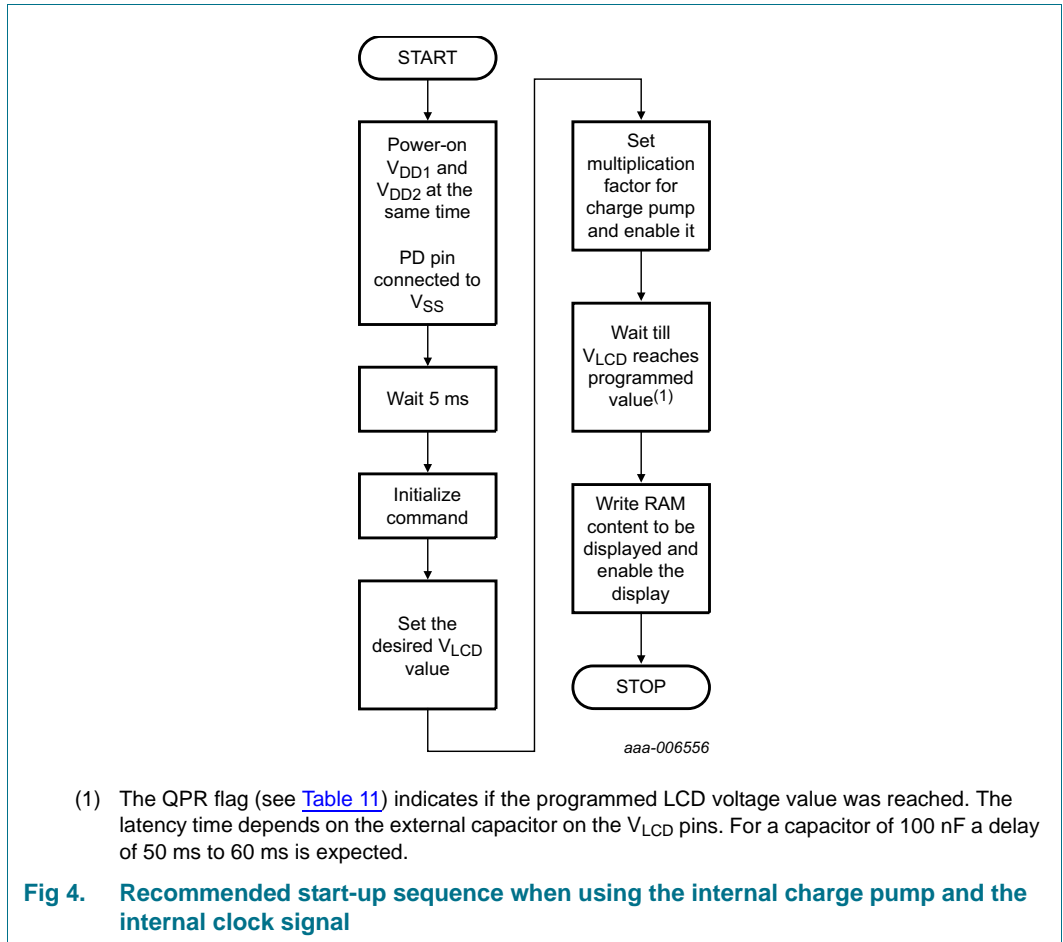 START
Power-on
VDD1 and
VDD2 at the
same time
PD pin
connected to
VSS
Wait 5 ms
Initialize
command
Set the
desired VLCD
value
Set
multiplication
factor for
charge pump
and enable it
Wait till
VLCD reaches
programmed
value(1)
Write RAM
content to be
displayed and
enable the
display
STOP
aaa-006556
(1) The QPR flag (see Table 11) indicates if the programmed LCD voltage value was reached. The
latency time depends on the external capacitor on the VLCD pins. For a capacitor of 100 nF a delay
of 50 ms to 60 ms is expected.
Fig 4. Recommended start-up sequence when using the internal charge pump and the
internal clock signal